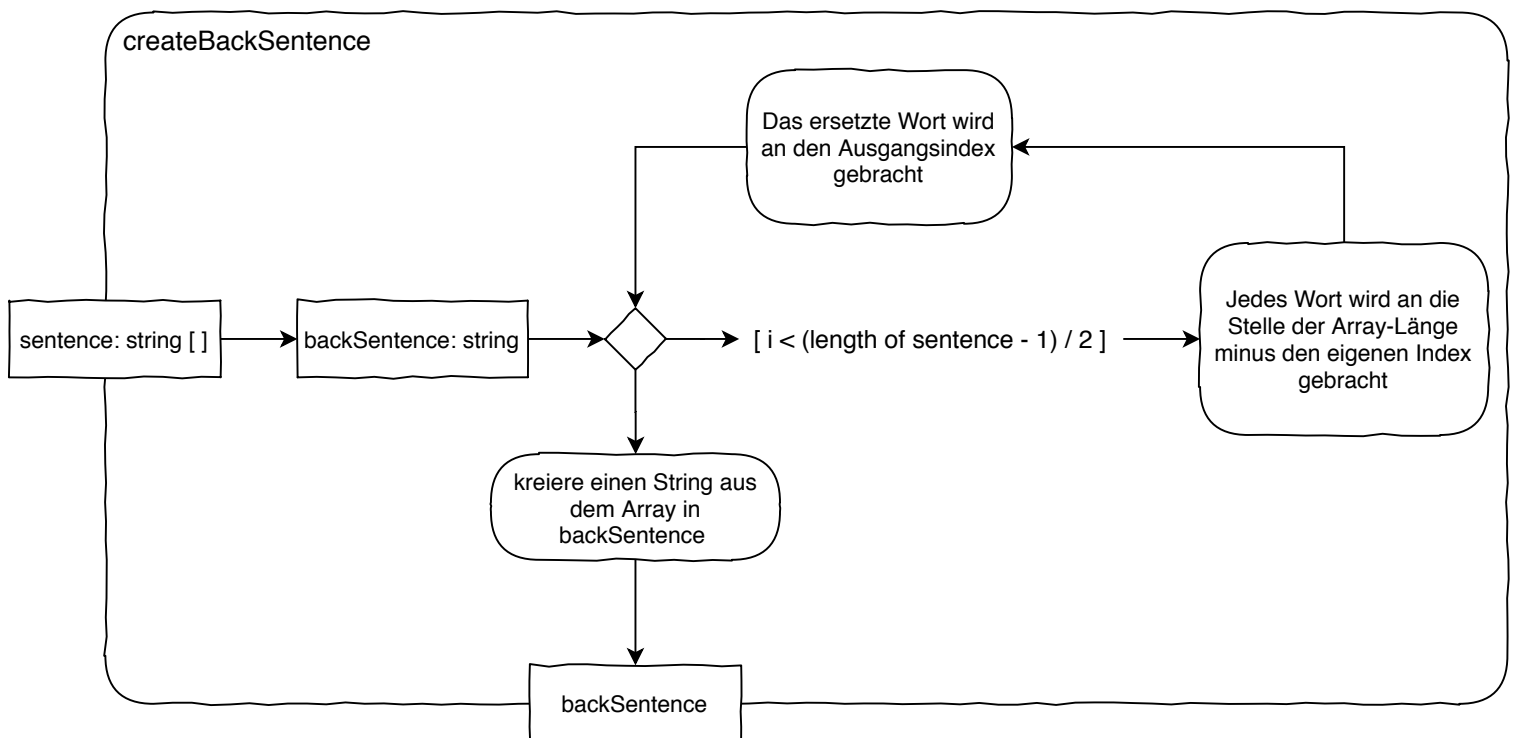 createBackSentence
Das ersetzte Wort wird
an den Ausgangsindex
gebracht
sentence: string [ ]
backSentence: string
[ i < (length of sentence - 1) / 2 ]
Jedes Wort wird an die
Stelle der Array-Länge
minus den eigenen Index
gebracht
kreiere einen String aus
dem Array in
backSentence
backSentence